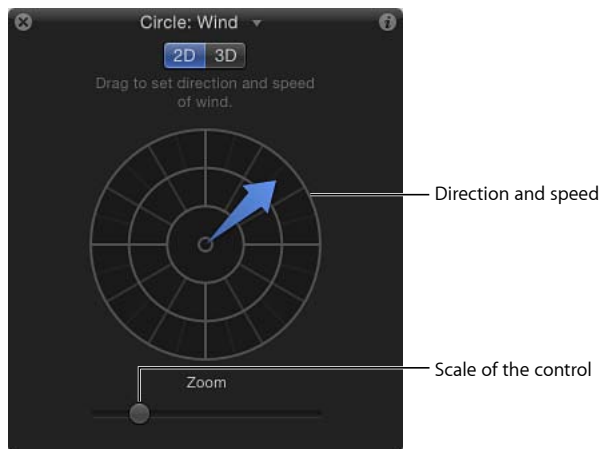 Circle: Wind
2D 3D
Drag to set direction and speed
of wind.
Direction and speed
Scale of the control
Zoom